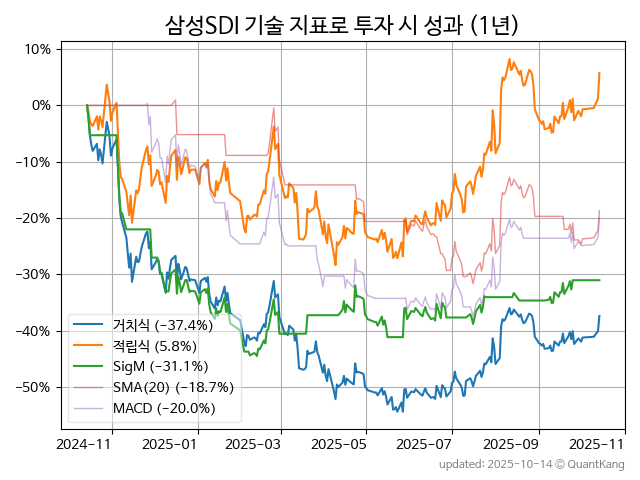 삼성SDI 기술 지표로 투자 시 성과 (1년)
10%
0%
−10%
−20%
−30%
−40%
−50%
거치식 (−37.4%)
적립식 (5.8%)
SigM (−31.1%)
SMA(20) (−18.7%)
MACD (−20.0%)
2024−11
2025−01
2025−03
2025−05
2025−07
2025−09
2025−11
updated: 2025-10-14 © QuantKang